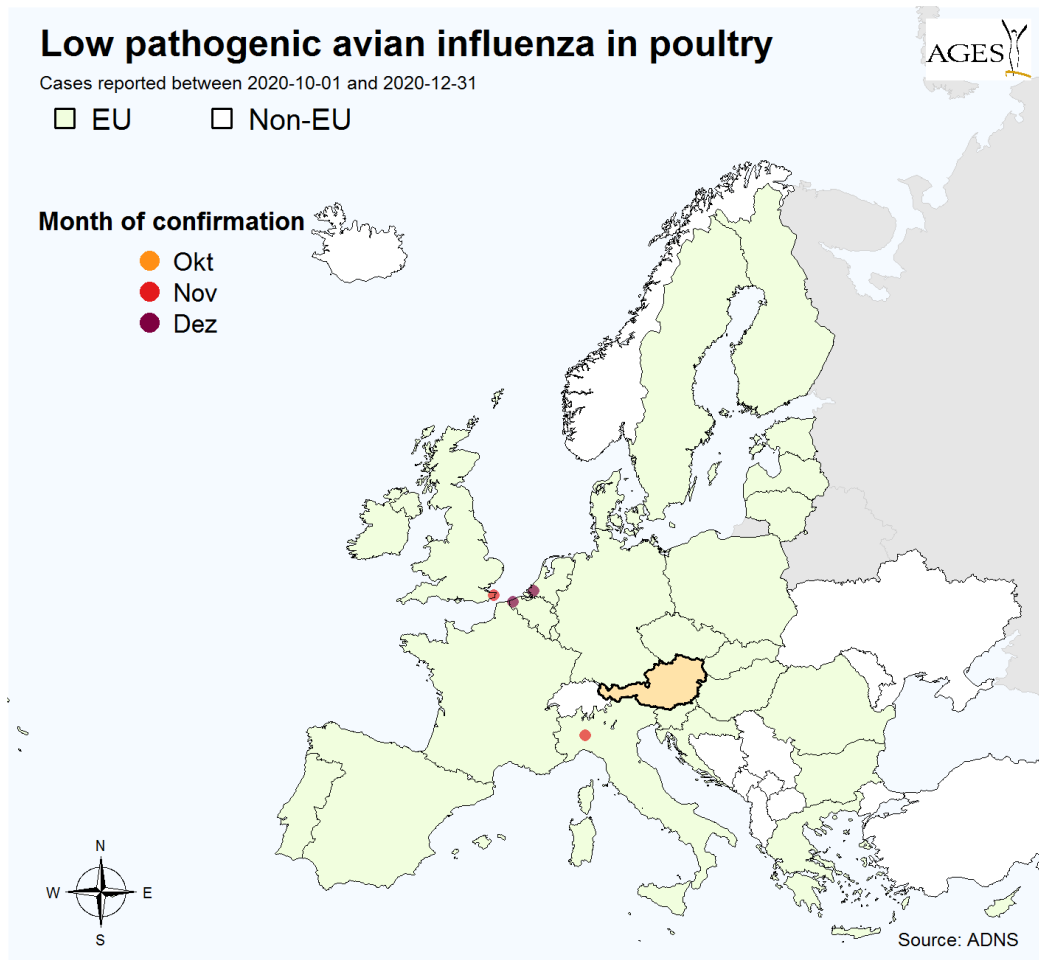 Low pathogenic avian influenza in poultry
Cases reported between 2020-10-01 and 2020-12-31
EU Non-EU
AGES
Month of confirmation
Okt
Nov
Dez
N
W E
S
Source: ADNS